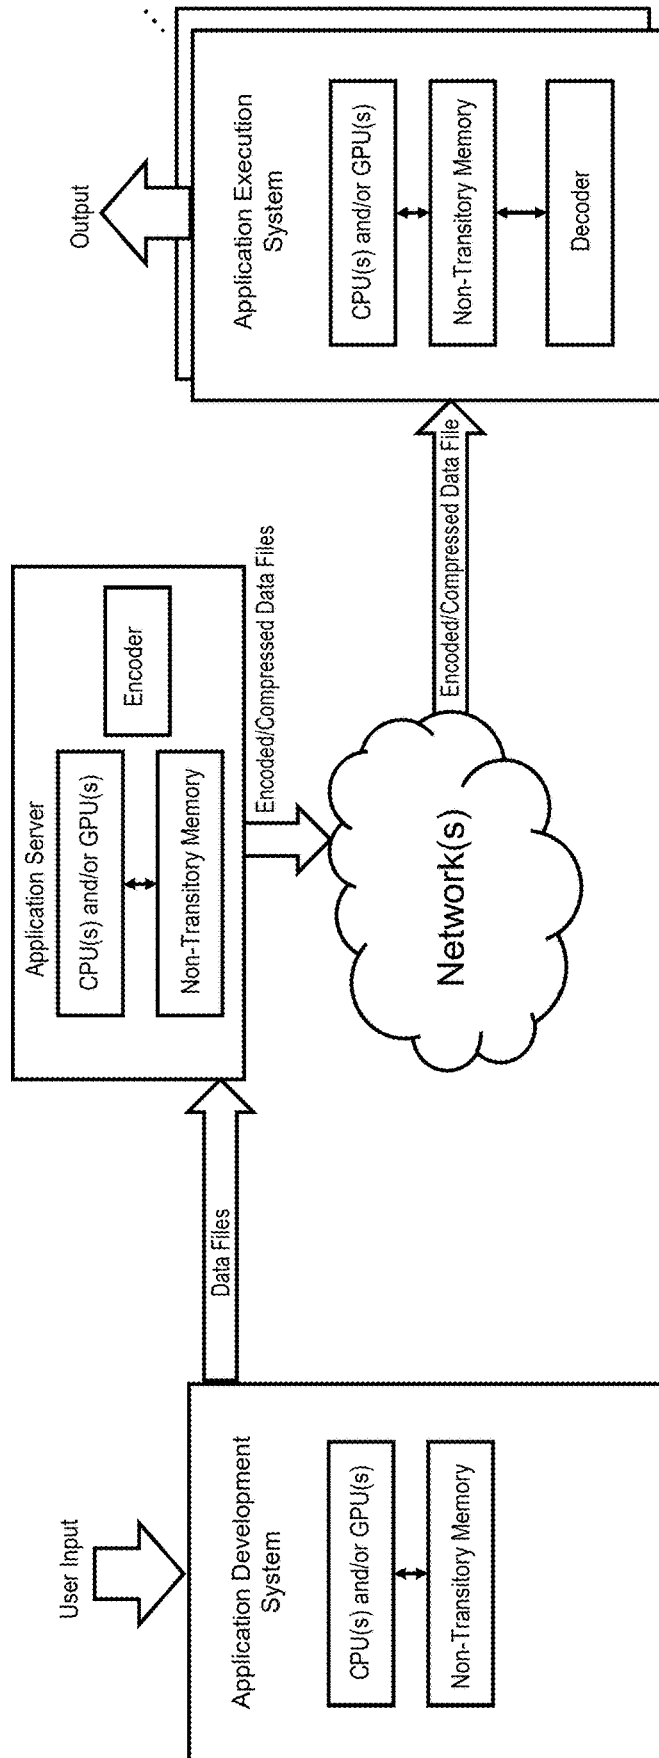 User Input
Application Development
System
CPU(s) and/or GPU(s)
Non-Transitory Memory
Data Files
Application Server
CPU(s) and/or GPU(s)
Non-Transitory Memory
Encoder
Encoded/Compressed Data Files
Network(s)
Encoded/Compressed Data File
Output
Application Execution
System
CPU(s) and/or GPU(s)
Non-Transitory Memory
Decoder